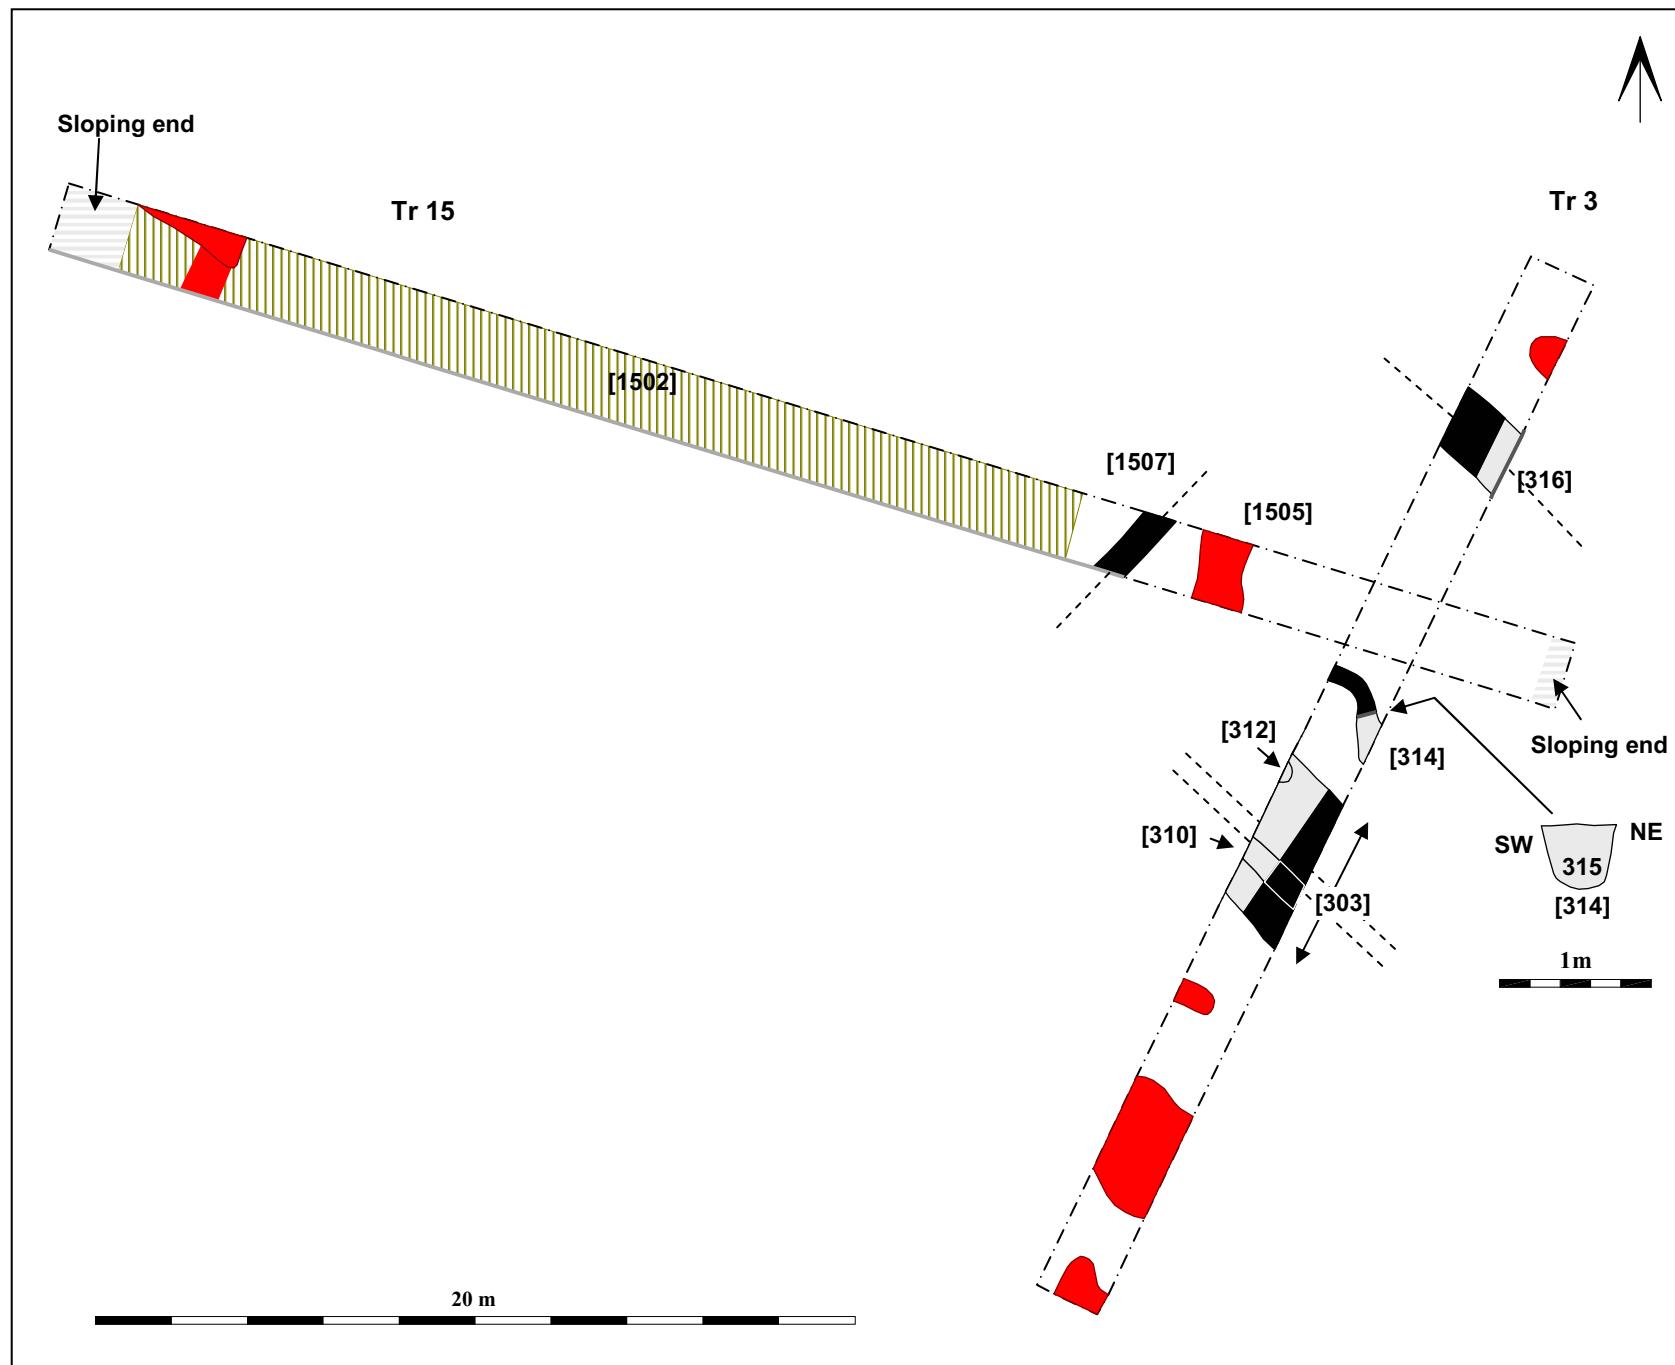 Sloping end
Tr 15
Tr 3
[1502]
[1507]
[316]
[1505]
[312]
[314]
Sloping end
[310]
SW
NE
315
[303]
[314]
1m
20 m